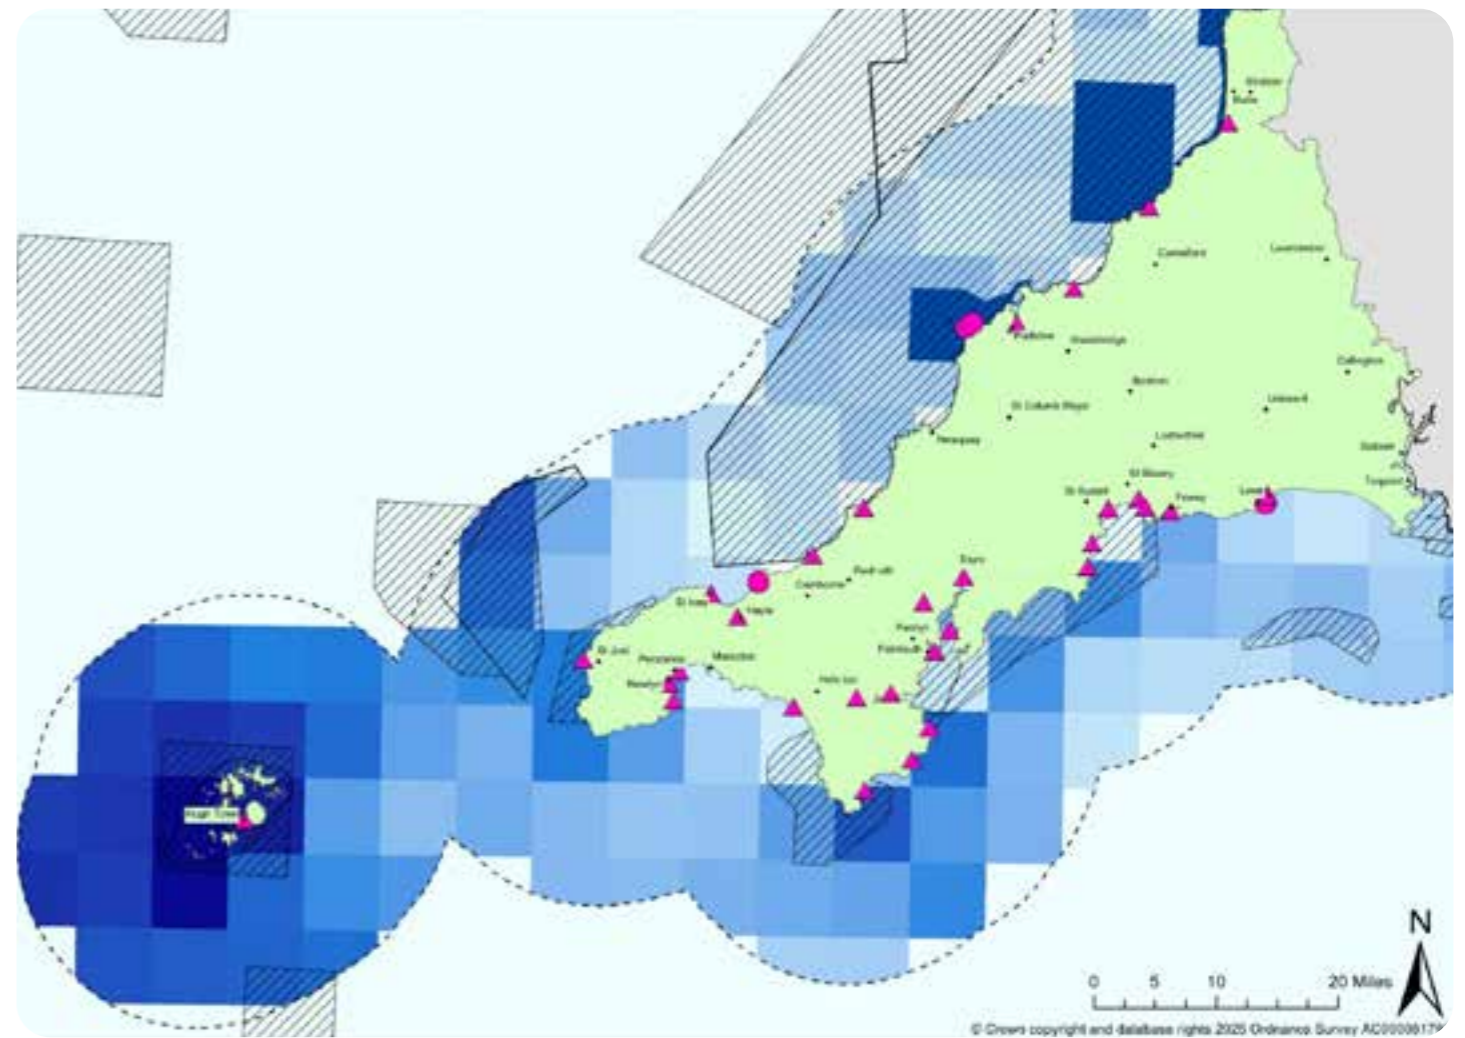 Bude
Camelford
Launceston
Padstow
Wadebridge
Callington
Bodmin
Liskeard
St Columb Major
Lostwithiel
Newquay
Saltash
Torpoint
St Blazey
St Austell
Fowey
Looe
Truro
Redruth
Camborne
St Ives
Hayle
Penryn
Falmouth
St Just
Penzance
Marazion
Newlyn
Helston
Hugh Town
N
0 5 10 20 Miles
© Crown copyright and database rights 2025 Ordnance Survey